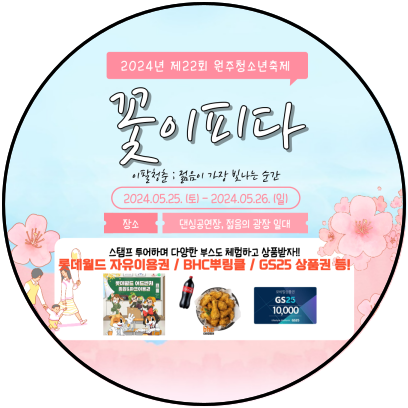 2024년 제22회 원주청소년축제
꽃이피다
이팔청춘 ; 젊음이 가장 빛나는 순간
2024.05.25. (토) - 2024.05.26. (일)
장소 댄싱공연장, 젊음의 광장 일대
스탬프 투어하며 다양한 부스도 체험하고 상품받자!!
롯데월드 자유이용권 / BHC뿌링클 / GS25 상품권 등!
GS25
10,000